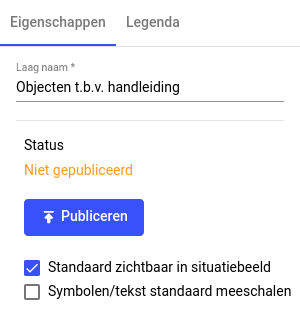 Eigenschappen Legenda
Laag naam *
Objecten t.b.v. handleiding
Status
Niet gepubliceerd
Publiceren
Standaard zichtbaar in situatiebeeld
Symbolen/tekst standaard meeschalen